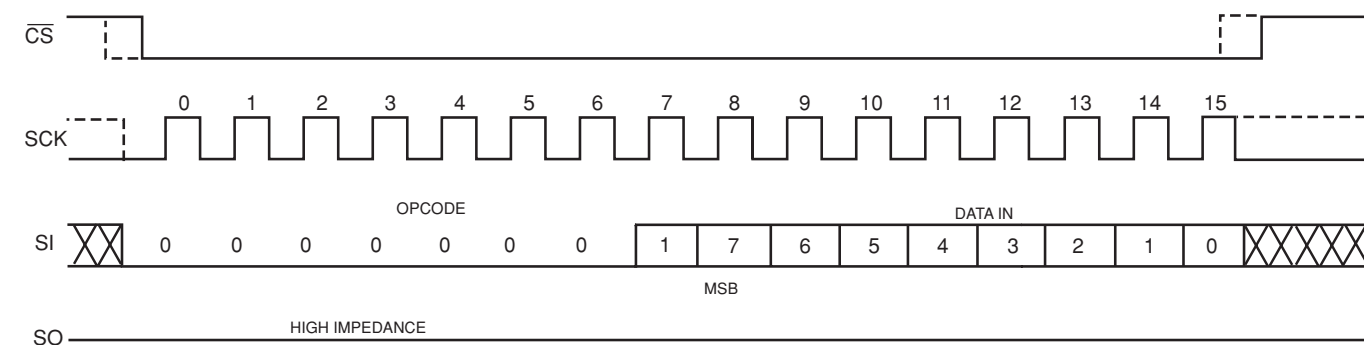 CS
0 1 2 3 4 5 6 7 8 9 10 11 12 13 14 15
SCK
OPCODE DATA IN
SI 0 0 0 0 0 0 0 1 7 6 5 4 3 2 1 0
MSB
HIGH IMPEDANCE
SO